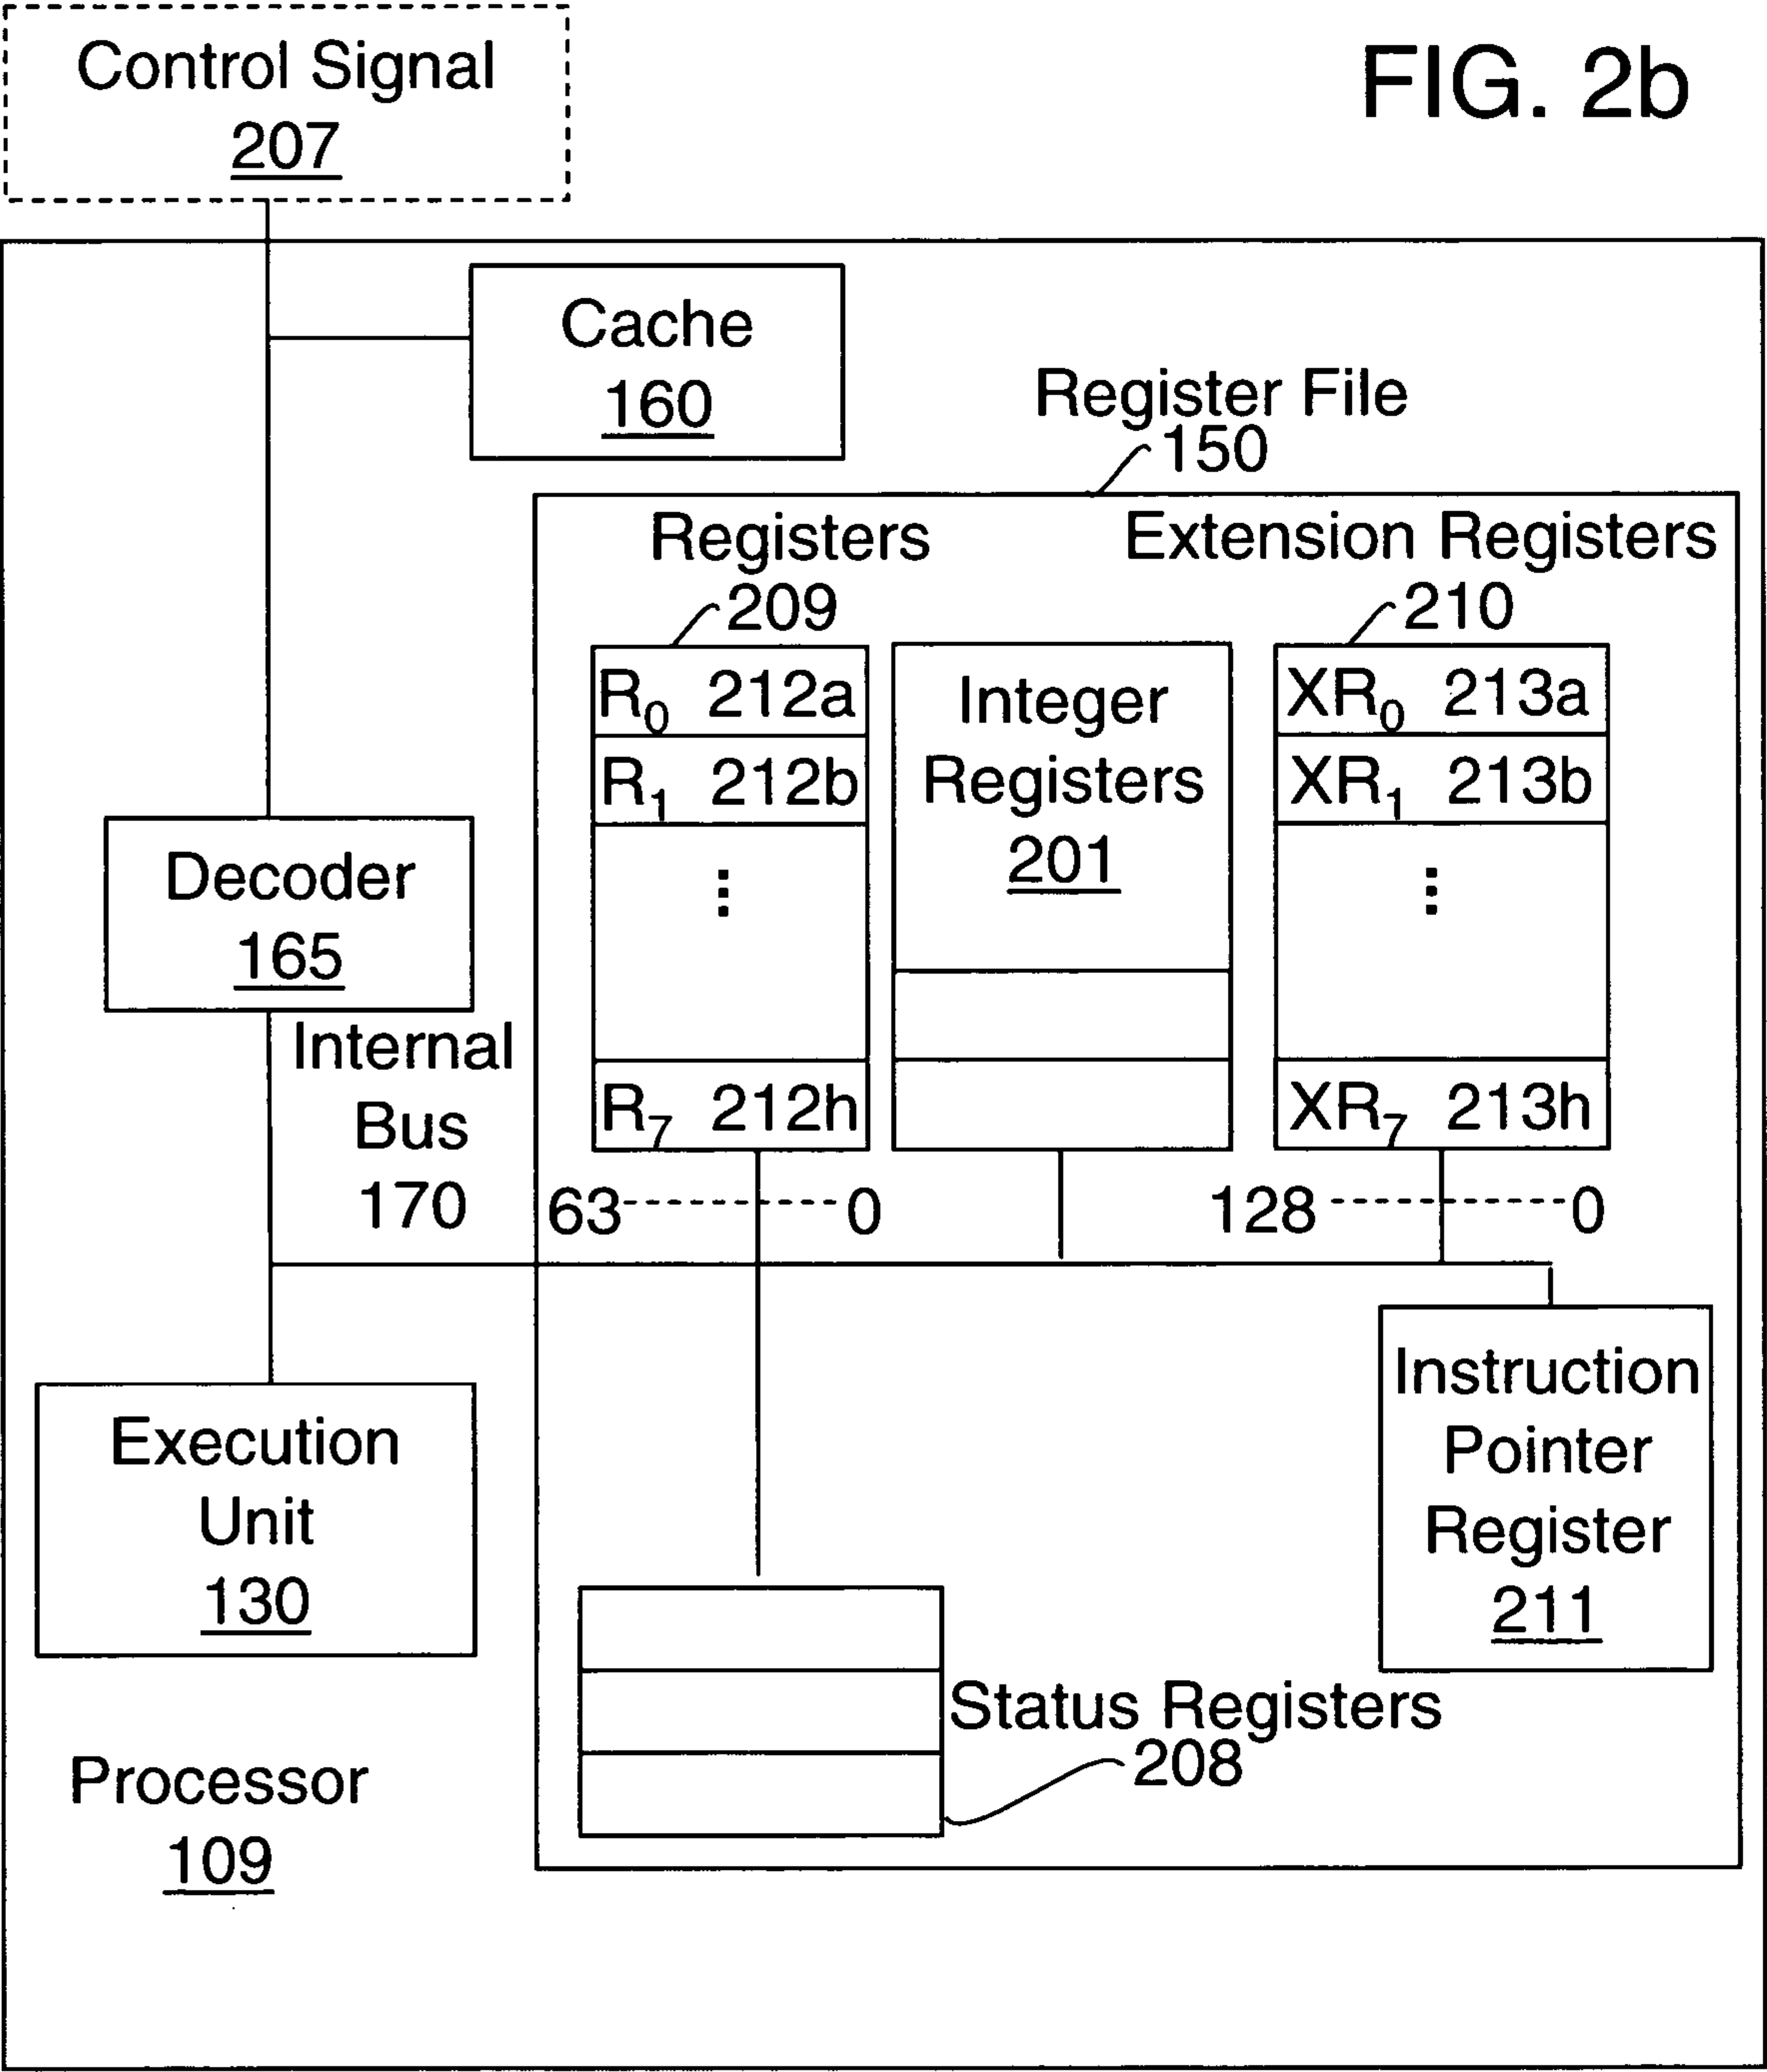 Control Signal
207
FIG. 2b
Cache
160
Register File
150
Registers
209
Extension Registers
210
R0 212a
R1 212b
⋮
R7 212h
Integer
Registers
201
XR0 213a
XR1 213b
⋮
XR7 213h
63 0
128 0
Decoder
165
Internal
Bus
170
Execution
Unit
130
Instruction
Pointer
Register
211
Status Registers
208
Processor
109